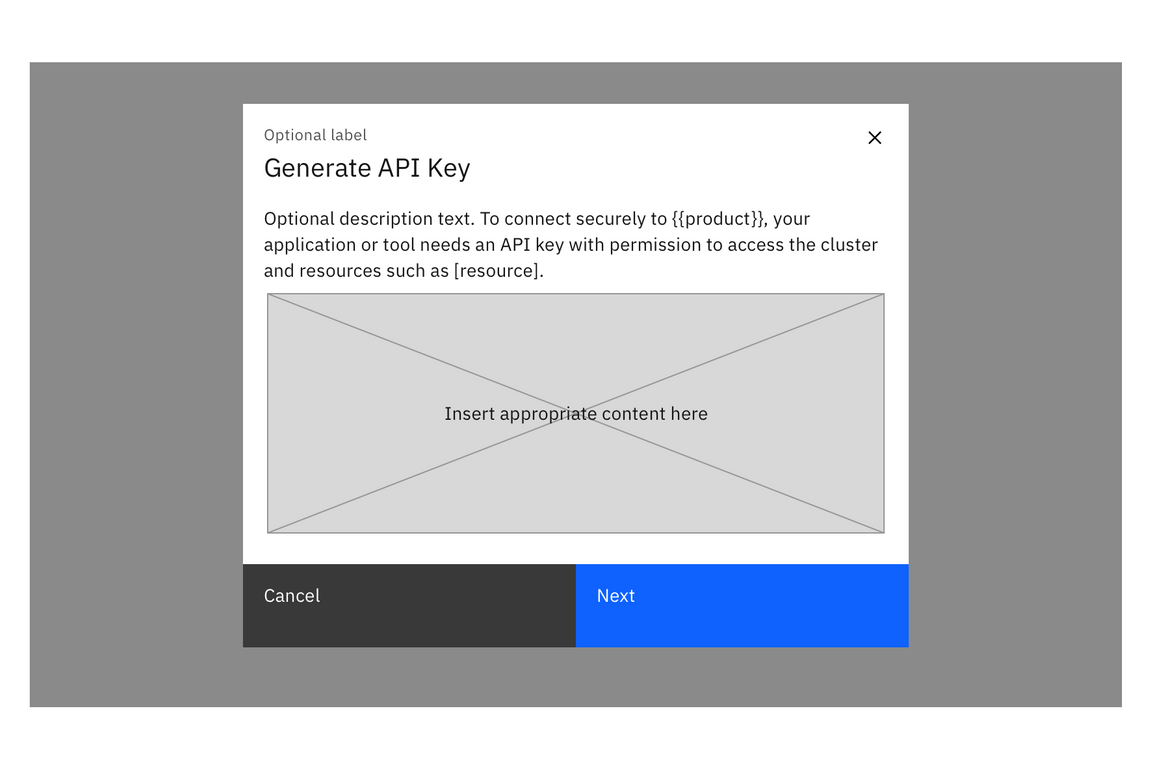 Optional label
Generate API Key
Optional description text. To connect securely to {{product}}, your
application or tool needs an API key with permission to access the cluster
and resources such as [resource].
Insert appropriate content here
Cancel
Next